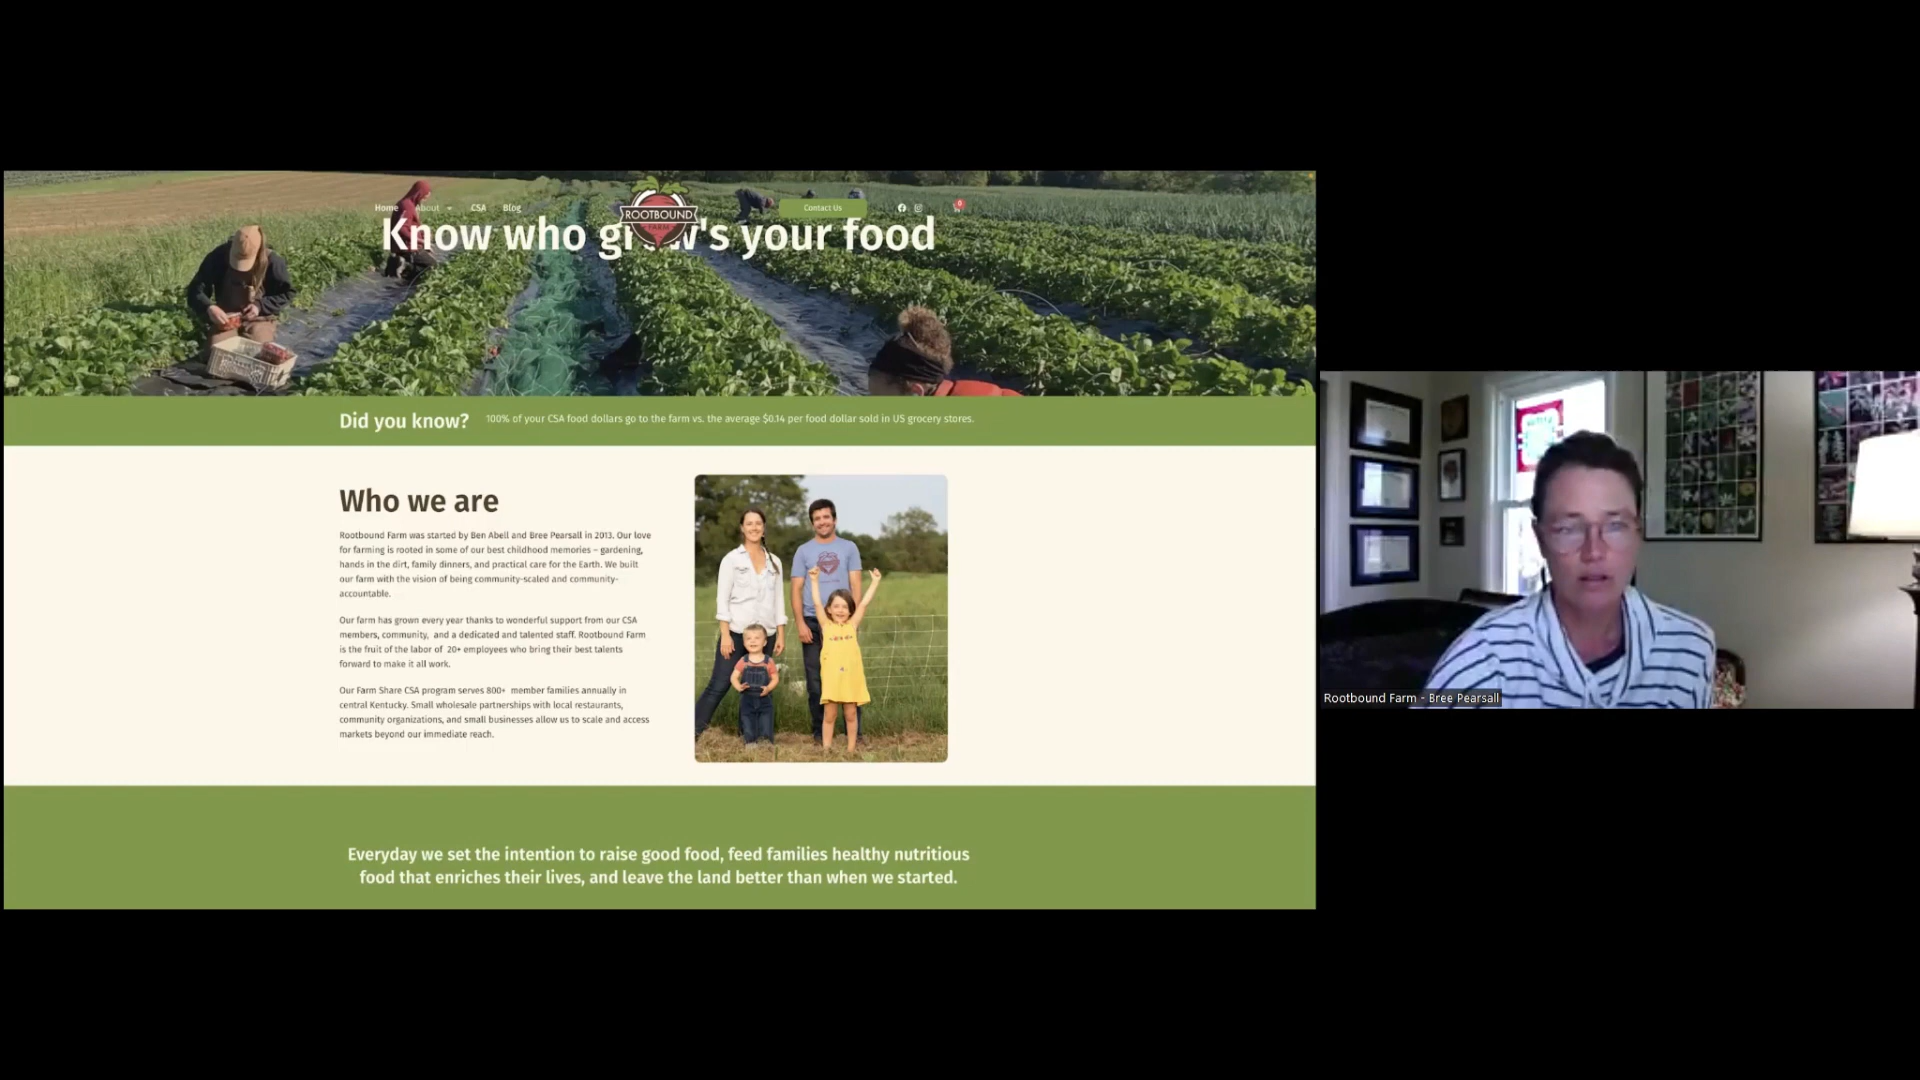 Home About CSA Blog
ROOTBOUND
FARM
Contact Us
0
Know who grow's your food
Did you know?
100% of your CSA food dollars go to the farm vs. the average $0.14 per food dollar sold in US grocery stores.
Who we are
Rootbound Farm was started by Ben Abell and Bree Pearsall in 2013. Our love
for farming is rooted in some of our best childhood memories – gardening,
hands in the dirt, family dinners, and practical care for the Earth. We built
our farm with the vision of being community-scaled and community-
accountable.
Our farm has grown every year thanks to wonderful support from our CSA
members, community, and a dedicated and talented staff. Rootbound Farm
is the fruit of the labor of 20+ employees who bring their best talents
forward to make it all work.
Our Farm Share CSA program serves 800+ member families annually in
central Kentucky. Small wholesale partnerships with local restaurants,
community organizations, and small businesses allow us to scale and access
markets beyond our immediate reach.
Everyday we set the intention to raise good food, feed families healthy nutritious
food that enriches their lives, and leave the land better than when we started.
Rootbound Farm - Bree Pearsall